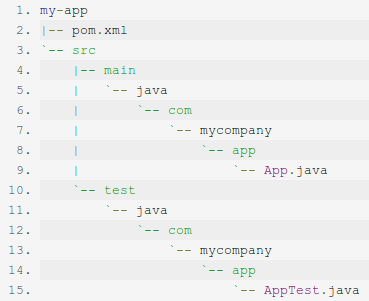 1. my-app
2. |-- pom.xml
3. `-- src
4.     |-- main
5.     |   `-- java
6.     |       `-- com
7.     |           `-- mycompany
8.     |               `-- app
9.     |                   `-- App.java
10.     `-- test
11.         `-- java
12.             `-- com
13.                 `-- mycompany
14.                     `-- app
15.                         `-- AppTest.java